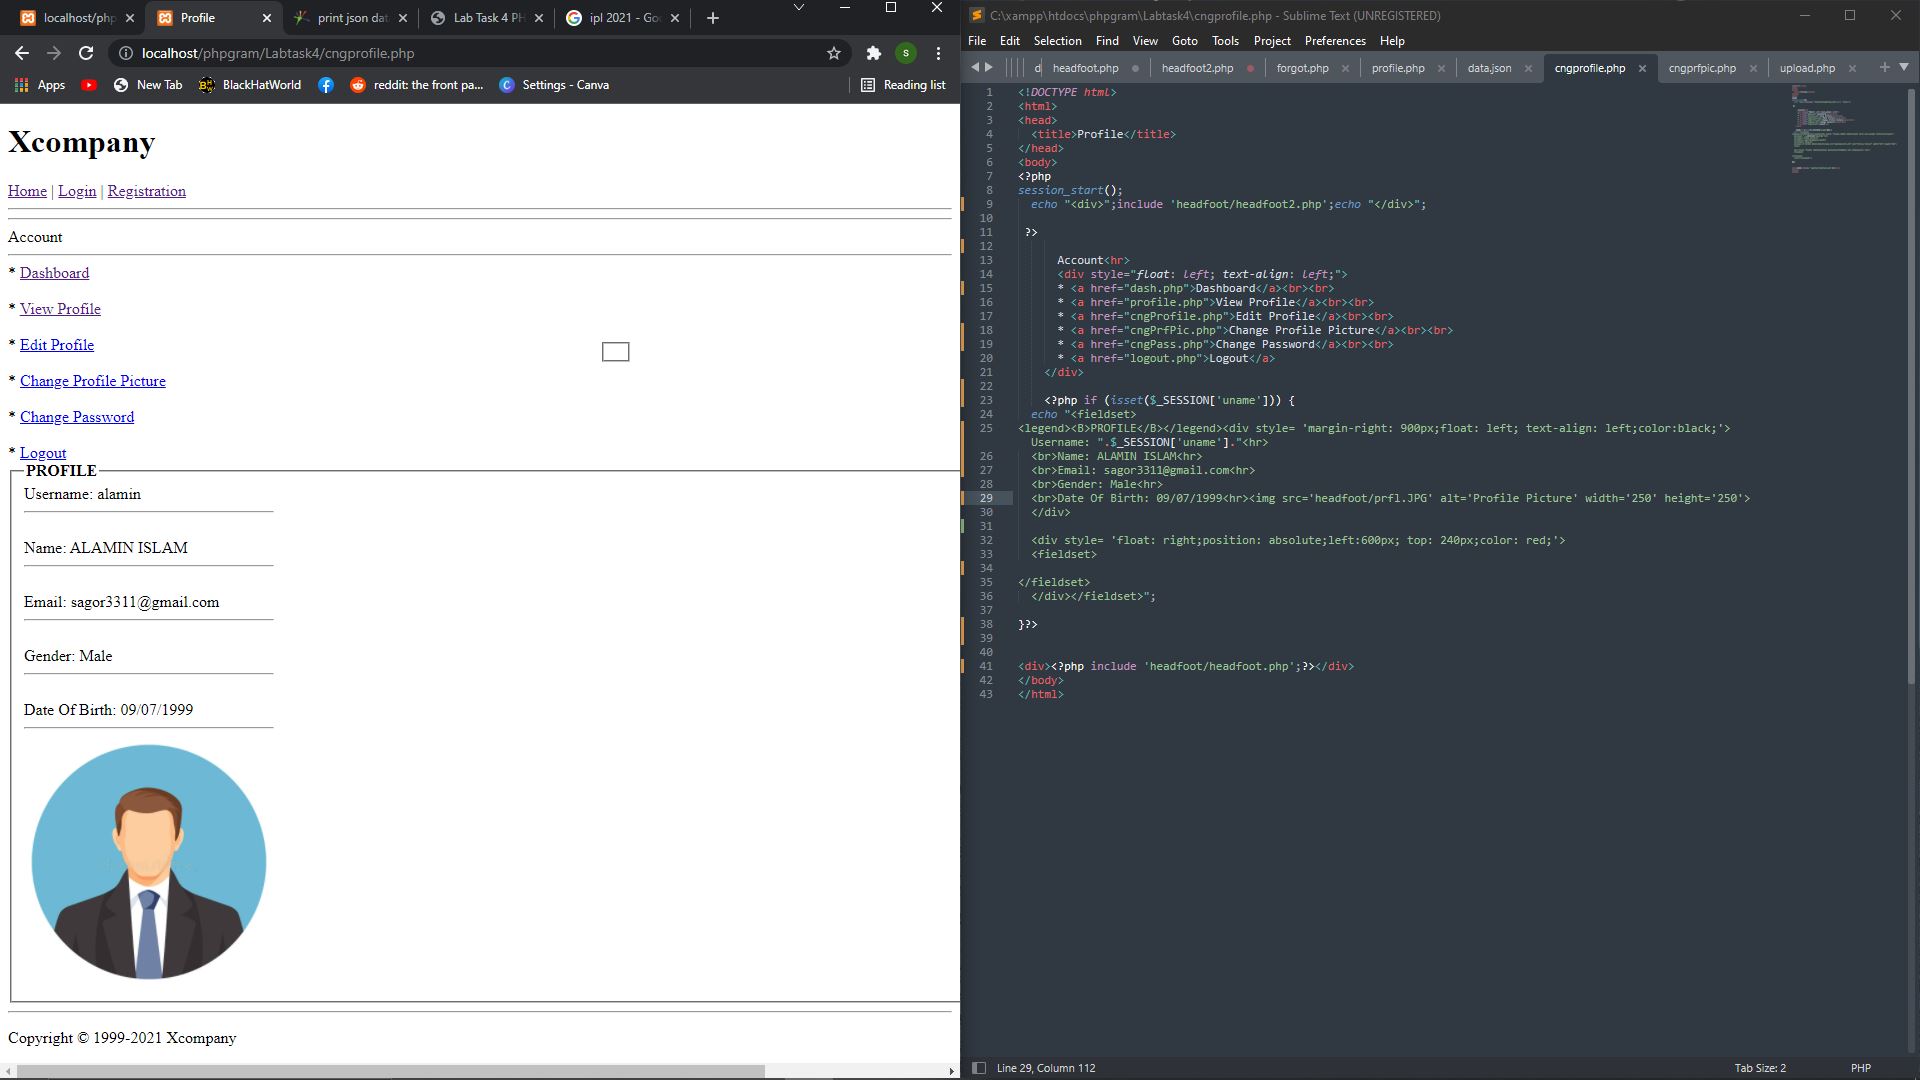 localhost/php
Profile
print json dat
Lab Task 4 PH
ipl 2021 - Goo
localhost/phpgram/Labtask4/cngprofile.php
S
Apps
New Tab
BlackHatWorld
reddit: the front pa...
Settings - Canva
Reading list
Xcompany
Home | Login | Registration
Account
* Dashboard
* View Profile
* Edit Profile
* Change Profile Picture
* Change Password
* Logout
PROFILE
Username: alamin
Name: ALAMIN ISLAM
Email: sagor3311@gmail.com
Gender: Male
Date Of Birth: 09/07/1999
Copyright © 1999-2021 Xcompany
C:\xampp\htdocs\phpgram\Labtask4\cngprofile.php - Sublime Text (UNREGISTERED)
File Edit Selection Find View Goto Tools Project Preferences Help
d headfoot.php headfoot2.php forgot.php profile.php data.json cngprofile.php cngprfpic.php upload.php
1 <!DOCTYPE html>
2 <html>
3 <head>
4 <title>Profile</title>
5 </head>
6 <body>
7 <?php
8 session_start();
9 echo "<div>";include 'headfoot/headfoot2.php';echo "</div>";
10
11 ?>
12
13 Account<hr>
14 <div style="float: left; text-align: left;">
15 * <a href="dash.php">Dashboard</a><br><br>
16 * <a href="profile.php">View Profile</a><br><br>
17 * <a href="cngProfile.php">Edit Profile</a><br><br>
18 * <a href="cngPrfPic.php">Change Profile Picture</a><br><br>
19 * <a href="cngPass.php">Change Password</a><br><br>
20 * <a href="logout.php">Logout</a>
21 </div>
22
23 <?php if (isset($_SESSION['uname'])) {
24 echo "<fieldset>
25 <legend><B>PROFILE</B></legend><div style= 'margin-right: 900px;float: left; text-align: left;color:black;'>
Username: ".$_SESSION['uname']."<hr>
26 <br>Name: ALAMIN ISLAM<hr>
27 <br>Email: sagor3311@gmail.com<hr>
28 <br>Gender: Male<hr>
29 <br>Date Of Birth: 09/07/1999<hr><img src='headfoot/prfl.JPG' alt='Profile Picture' width='250' height='250'>
30 </div>
31
32 <div style= 'float: right;position: absolute;left:600px; top: 240px;color: red;'>
33 <fieldset>
34
35 </fieldset>
36 </div></fieldset>";
37
38 }?>
39
40
41 <div><?php include 'headfoot/headfoot.php';?></div>
42 </body>
43 </html>
Line 29, Column 112
Tab Size: 2
PHP